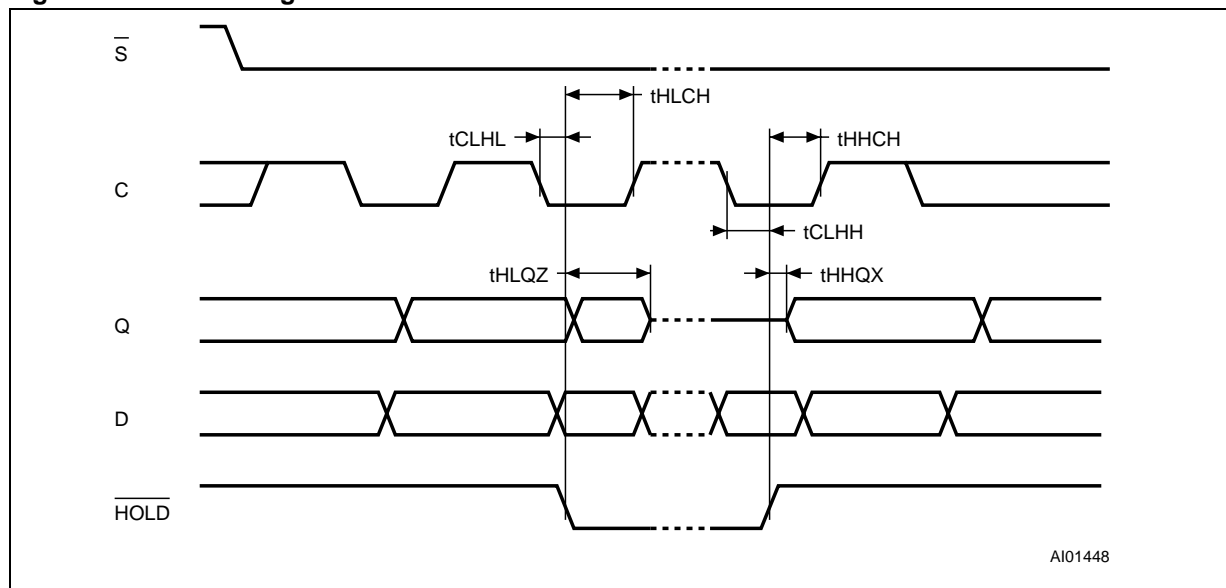 S
tHLCH
tCLHL
tHHCH
C
tCLHH
tHLQZ
tHHQX
Q
D
HOLD
AI01448